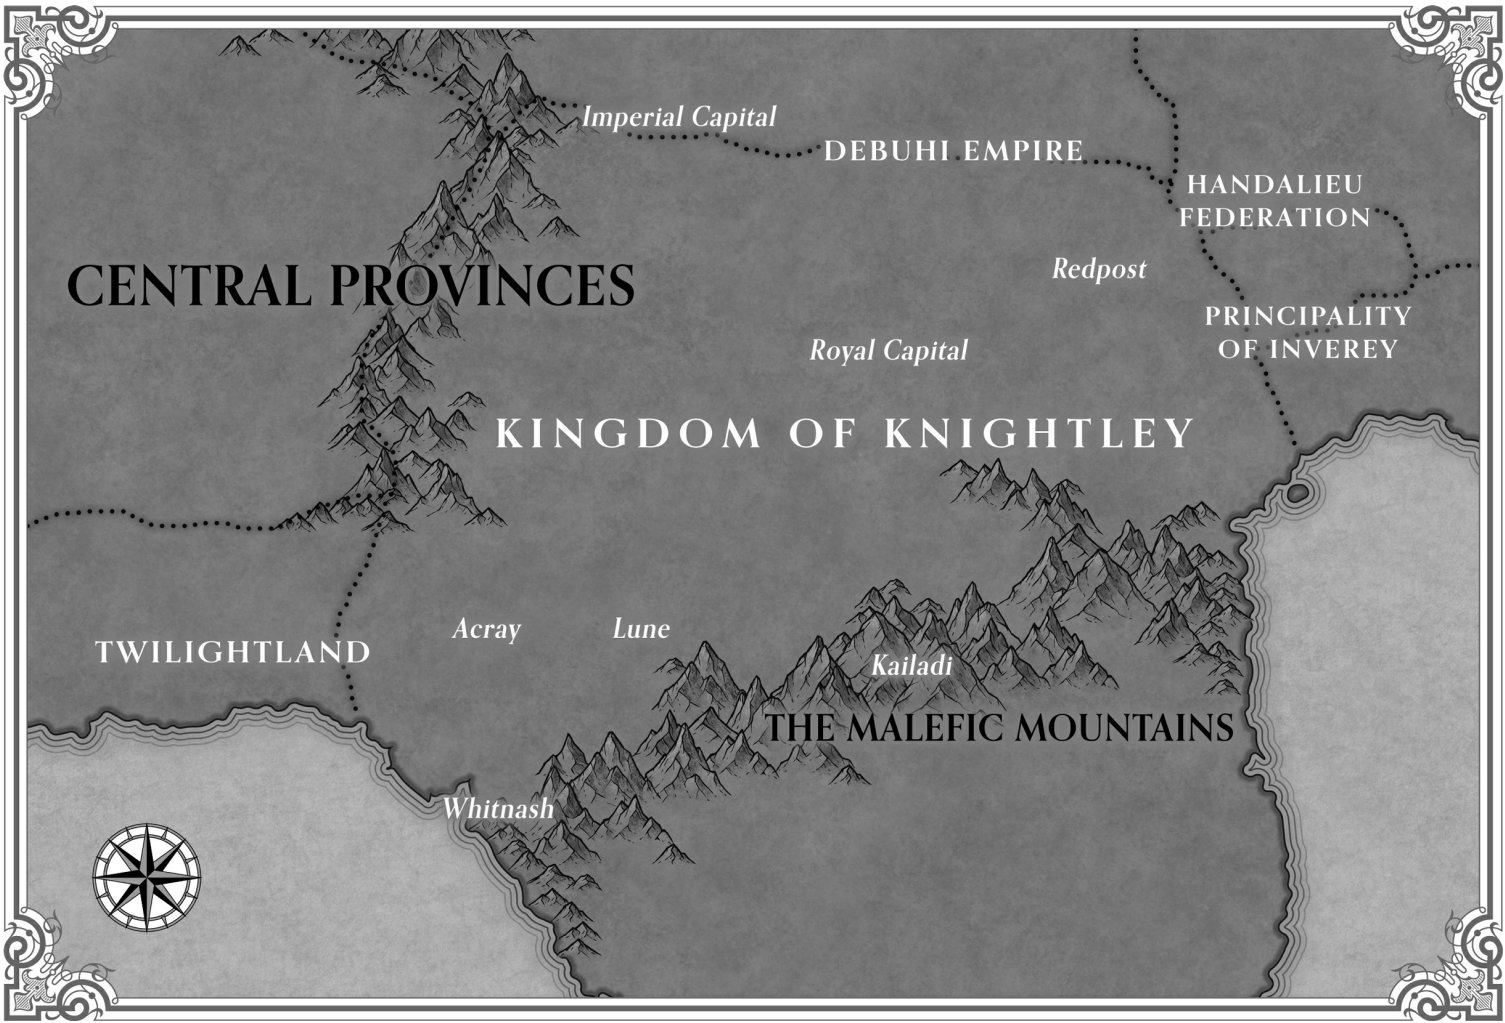 Imperial Capital
DEBUHI EMPIRE
HANDALIEU
FEDERATION
Redpost
CENTRAL PROVINCES
PRINCIPALITY
OF INVEREY
Royal Capital
KINGDOM OF KNIGHTLEY
Acray
Lune
TWILIGHTLAND
Kailadi
THE MALEFIC MOUNTAINS
Whitnash